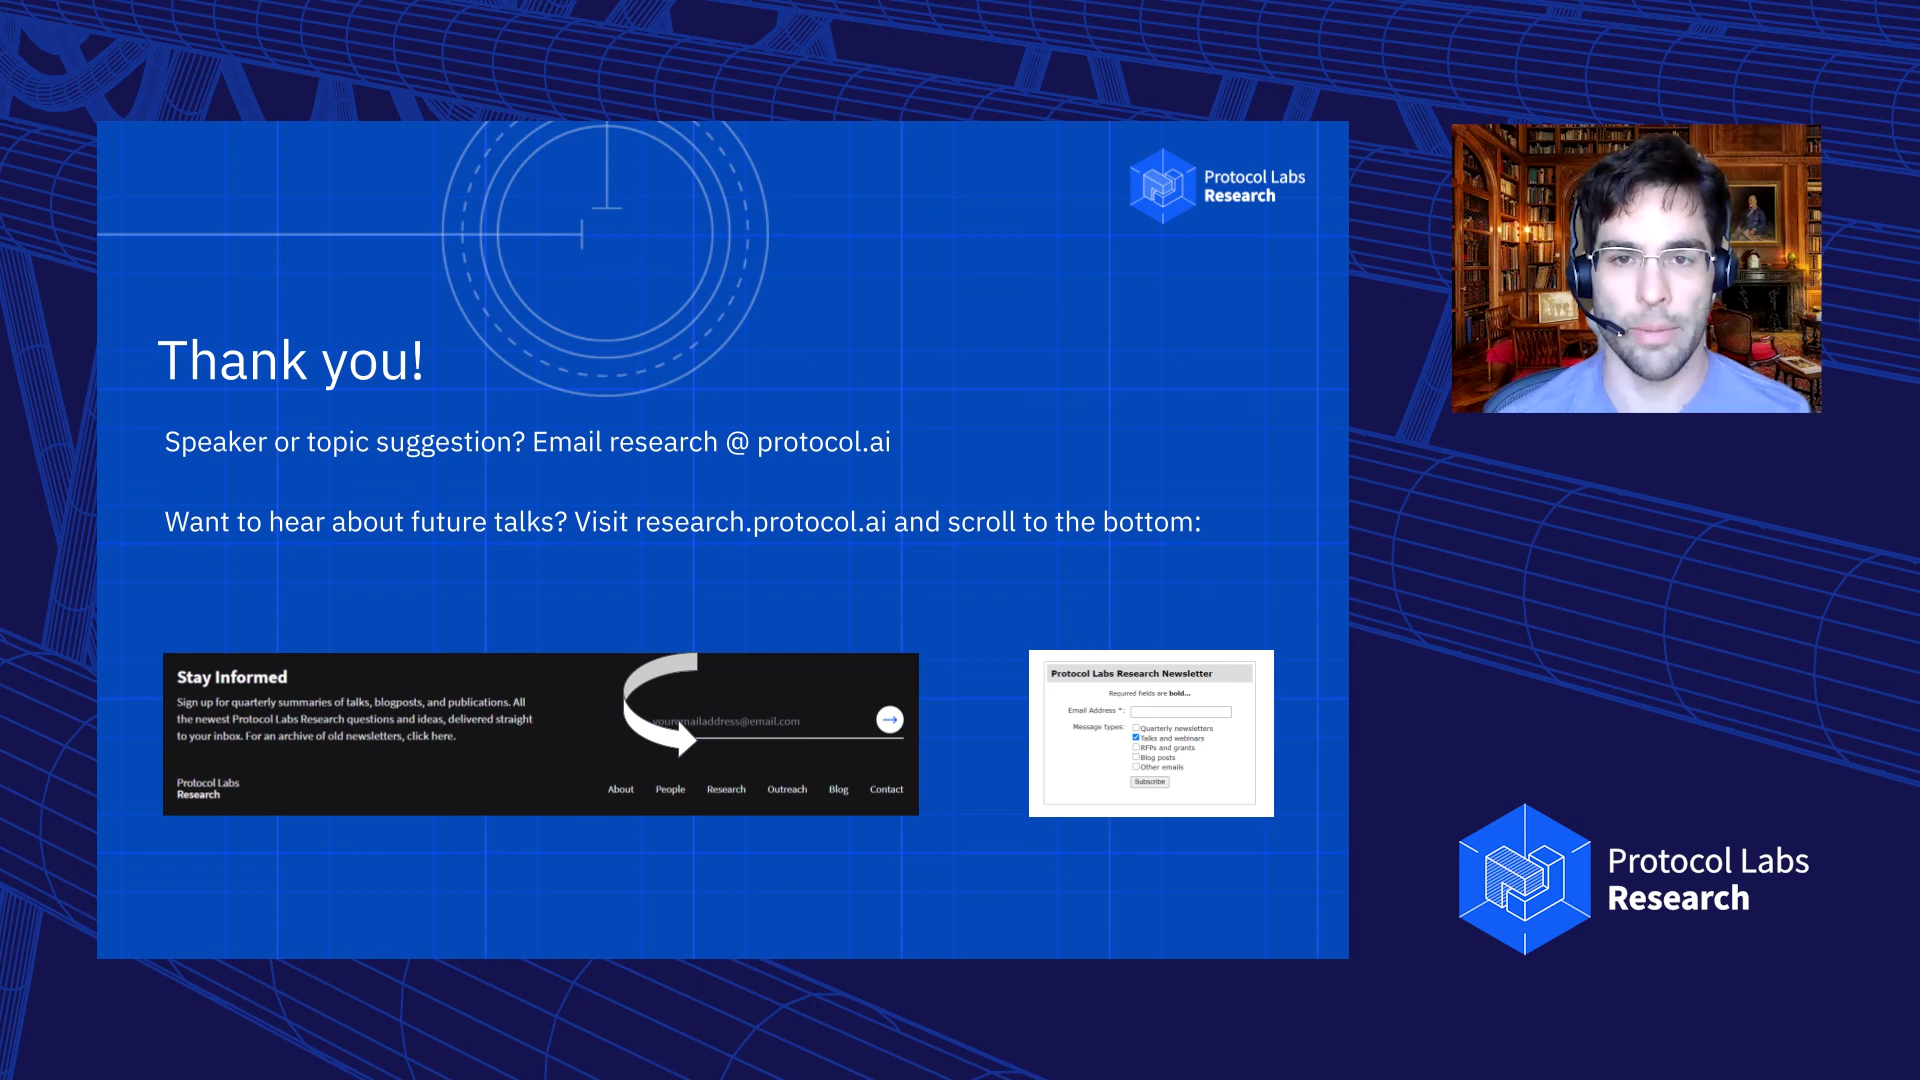 Protocol Labs
Research
Thank you!
Speaker or topic suggestion? Email research @ protocol.ai
Want to hear about future talks? Visit research.protocol.ai and scroll to the bottom:
Stay Informed
Sign up for quarterly summaries of talks, blogposts, and publications. All
the newest Protocol Labs Research questions and ideas, delivered straight
to your inbox. For an archive of old newsletters, click here.
youremailaddress@email.com
Protocol Labs
Research
About People Research Outreach Blog Contact
Protocol Labs Research Newsletter
Required fields are bold...
Email Address *:
Message types:
Quarterly newsletters
Talks and webinars
RFPs and grants
Blog posts
Other emails
Subscribe
Protocol Labs
Research